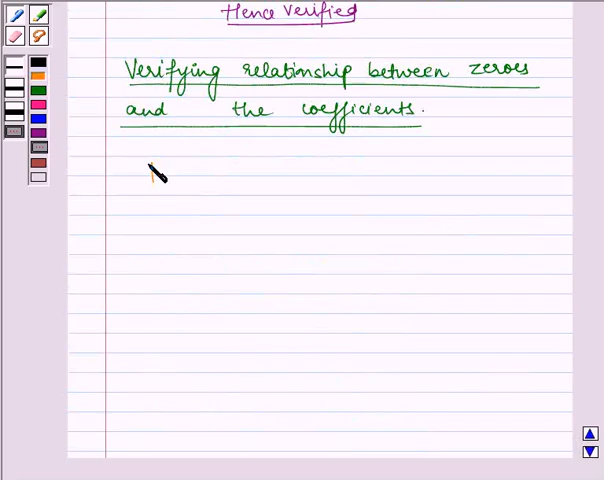 Hence Verified
Verifying relationship between zeroes
and the coefficients.